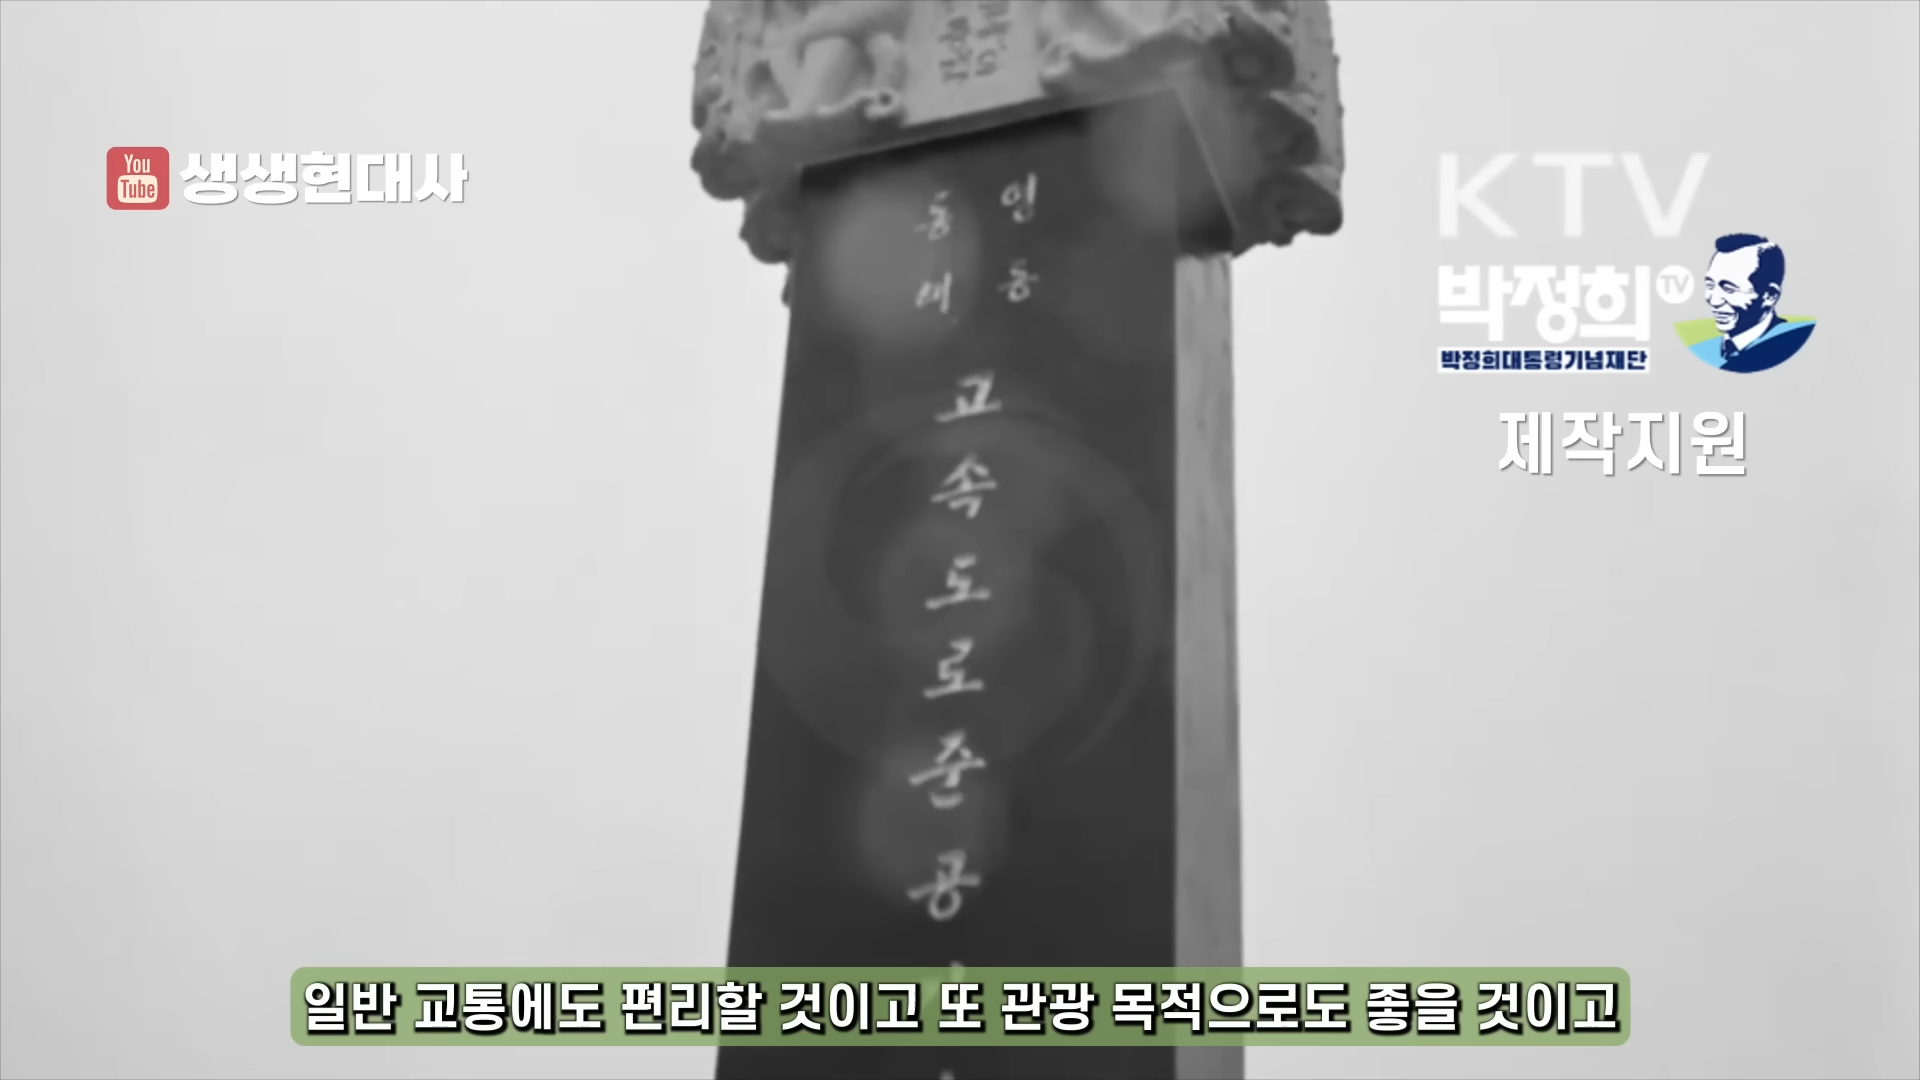 You
Tube
생생현대사
KTV
박정희 TV
박정희대통령기념재단
제작지원
영동
동해
고속도로준공
일반 교통에도 편리할 것이고 또 관광 목적으로도 좋을 것이고